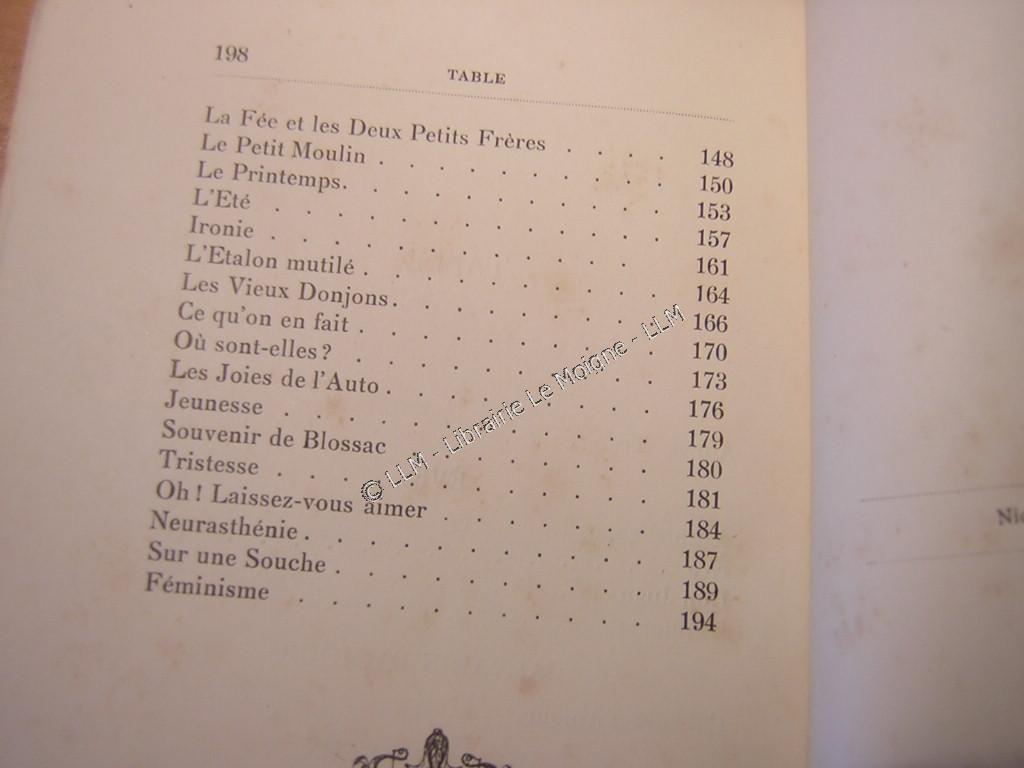 198
TABLE
La Fée et les Deux Petits Frères . . . . 148
Le Petit Moulin . . . . . . . . . . 150
Le Printemps. . . . . . . . . . . 153
L'Eté . . . . . . . . . . . . . 157
Ironie . . . . . . . . . . . . 161
L'Etalon mutilé . . . . . . . . . . 164
Les Vieux Donjons. . . . . . . . . 166
Ce qu'on en fait . . . . . . . . . . 170
Où sont-elles ? . . . . . . . . . . 173
Les Joies de l'Auto . . . . . . . . . 176
Jeunesse . . . . . . . . . . . . 179
Souvenir de Blossac . . . . . . . . 180
Tristesse . . . . . . . . . . . . 181
Oh ! Laissez-vous aimer . . . . . . . 184
Neurasthénie . . . . . . . . . . . 187
Sur une Souche . . . . . . . . . . 189
Féminisme . . . . . . . . . . . 194
© LLM - Librairie Le Moigne - LLM